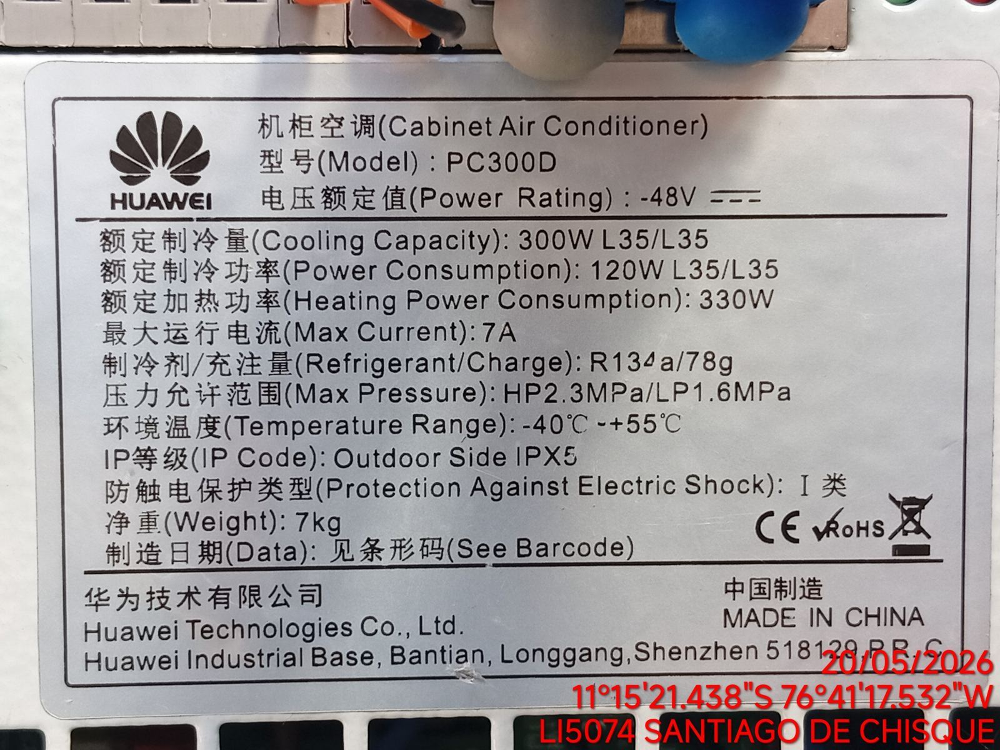 HUAWEI
机柜空调(Cabinet Air Conditioner)
型号(Model) : PC300D
电压额定值(Power Rating) : -48V
额定制冷量(Cooling Capacity): 300W L35/L35
额定制冷功率(Power Consumption): 120W L35/L35
额定加热功率(Heating Power Consumption): 330W
最大运行电流(Max Current): 7A
制冷剂/充注量(Refrigerant/Charge): R134a/78g
压力允许范围(Max Pressure): HP2.3MPa/LP1.6MPa
环境温度(Temperature Range): -40℃ ~+55℃
IP等级(IP Code): Outdoor Side IPX5
防触电保护类型(Protection Against Electric Shock): I 类
净重(Weight): 7kg
制造日期(Data): 见条形码(See Barcode)
CE RoHS
华为技术有限公司
Huawei Technologies Co., Ltd.
Huawei Industrial Base, Bantian, Longgang,Shenzhen 518129,P.R. C
中国制造
MADE IN CHINA
20/05/2026
11°15'21.438"S 76°41'17.532"W
LI5074 SANTIAGO DE CHISQUE